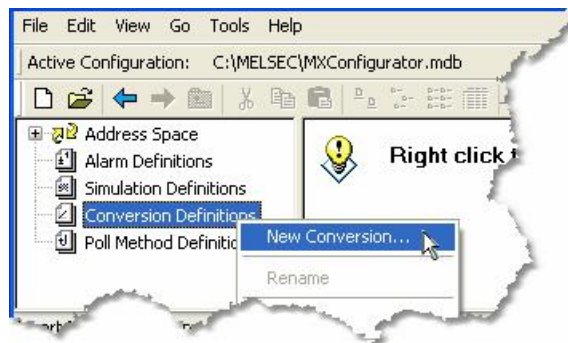 File Edit View Go Tools Help
Active Configuration: C:\MELSEC\MXConfigurator.mdb
Address Space
Alarm Definitions
Simulation Definitions
Conversion Definitions
Poll Method
Right click
New Conversion...
Rename